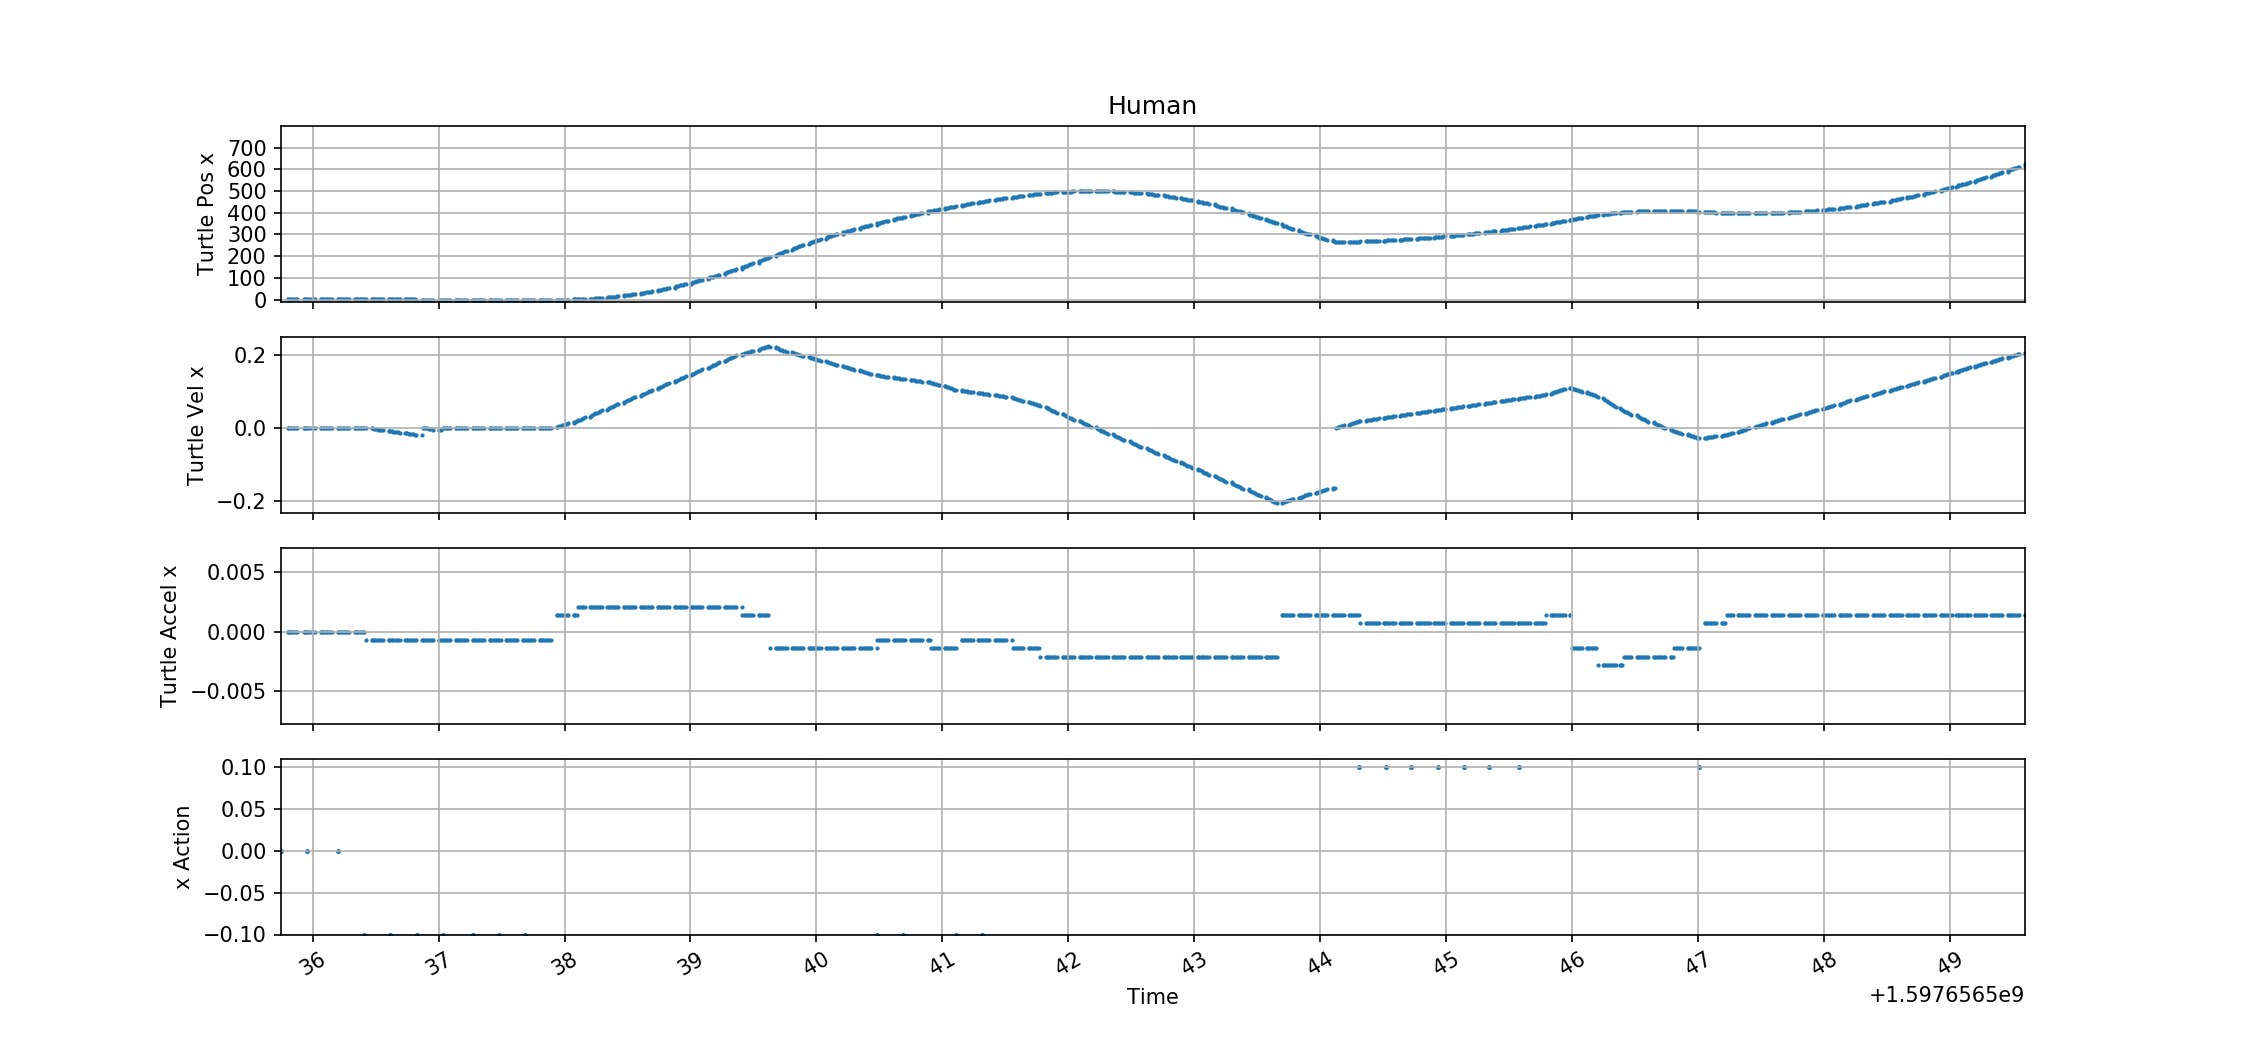 Human
Turtle Pos x
700
600
500
400
300
200
100
0
Turtle Vel x
0.2
0.0
−0.2
Turtle Accel x
0.005
0.000
−0.005
x Action
0.10
0.05
0.00
−0.05
−0.10
36 37 38 39 40 41 42 43 44 45 46 47 48 49
Time
+1.5976565e9